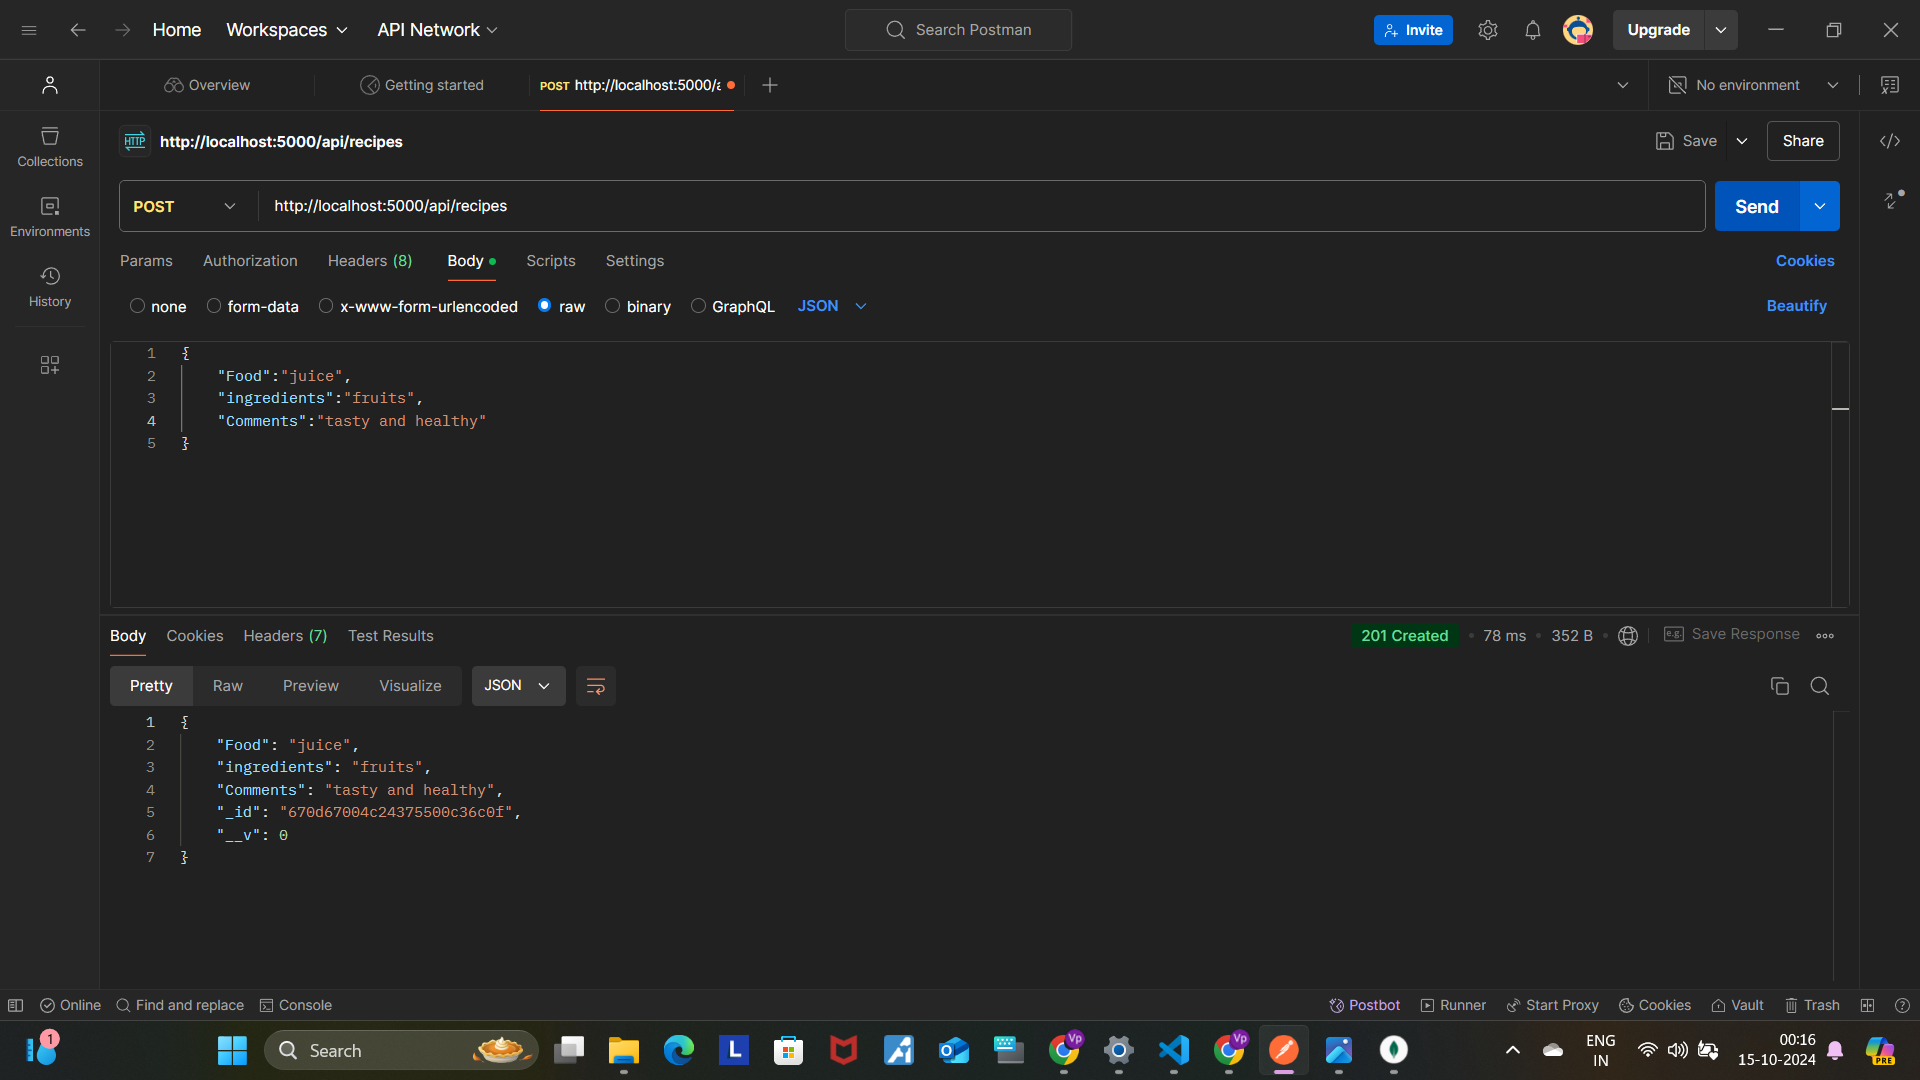 Home Workspaces API Network Search Postman Invite Upgrade
Overview Getting started POST http://localhost:5000/a No environment
HTTP http://localhost:5000/api/recipes Save Share
Collections
POST http://localhost:5000/api/recipes Send
Environments
Params Authorization Headers (8) Body Scripts Settings Cookies
History
none form-data x-www-form-urlencoded raw binary GraphQL JSON Beautify
1 {
2 "Food":"juice",
3 "ingredients":"fruits",
4 "Comments":"tasty and healthy"
5 }
Body Cookies Headers (7) Test Results 201 Created 78 ms 352 B e.g. Save Response
Pretty Raw Preview Visualize JSON
1 {
2 "Food": "juice",
3 "ingredients": "fruits",
4 "Comments": "tasty and healthy",
5 "_id": "670d67004c24375500c36c0f",
6 "__v": 0
7 }
Online Find and replace Console Postbot Runner Start Proxy Cookies Vault Trash
1 Search L Vp Vp ENG 00:16
IN 15-10-2024 PRE